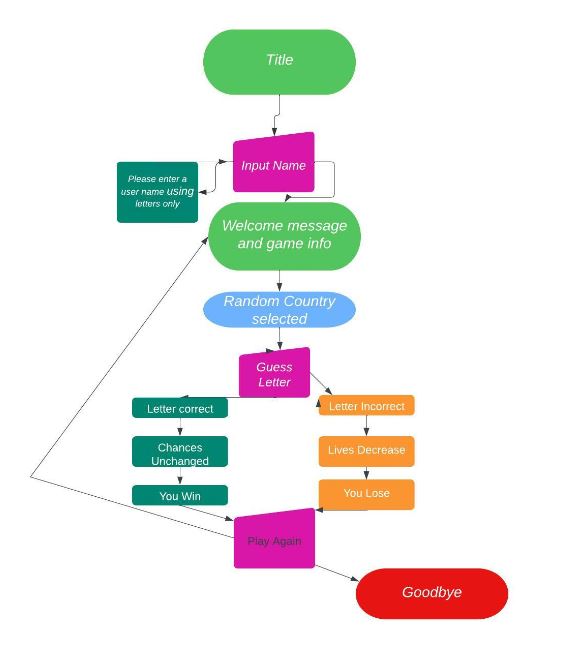 Title
Input Name
Please enter a
user name using
letters only
Welcome message
and game info
Random Country
selected
Guess
Letter
Letter correct
Letter Incorrect
Chances
Unchanged
Lives Decrease
You Win
You Lose
Play Again
Goodbye